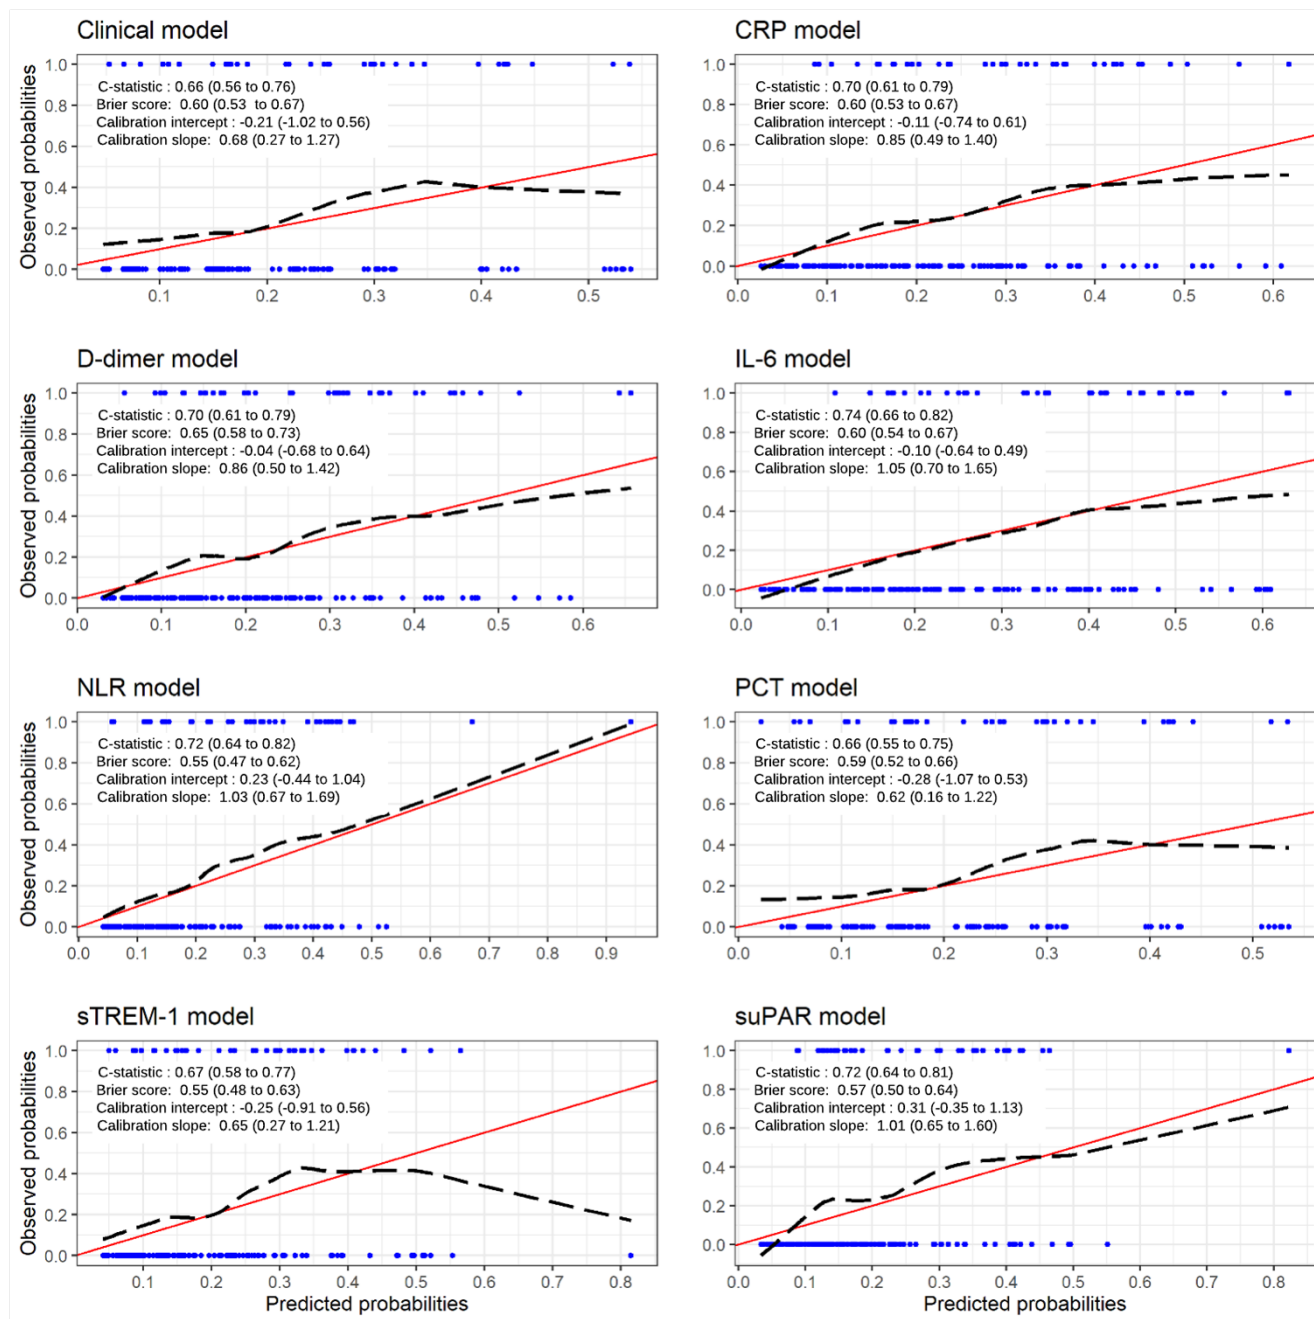 Clinical model
C-statistic : 0.66 (0.56 to 0.76)
Brier score: 0.60 (0.53 to 0.67)
Calibration intercept : -0.21 (-1.02 to 0.56)
Calibration slope: 0.68 (0.27 to 1.27)
Observed probabilities
1.0
0.8
0.6
0.4
0.2
0.0
0.1 0.2 0.3 0.4 0.5
CRP model
C-statistic : 0.70 (0.61 to 0.79)
Brier score: 0.60 (0.53 to 0.67)
Calibration intercept : -0.11 (-0.74 to 0.61)
Calibration slope: 0.85 (0.49 to 1.40)
1.0
0.8
0.6
0.4
0.2
0.0
0.0 0.1 0.2 0.3 0.4 0.5 0.6
D-dimer model
C-statistic : 0.70 (0.61 to 0.79)
Brier score: 0.65 (0.58 to 0.73)
Calibration intercept : -0.04 (-0.68 to 0.64)
Calibration slope: 0.86 (0.50 to 1.42)
Observed probabilities
1.0
0.8
0.6
0.4
0.2
0.0
0.0 0.1 0.2 0.3 0.4 0.5 0.6
IL-6 model
C-statistic : 0.74 (0.66 to 0.82)
Brier score: 0.60 (0.54 to 0.67)
Calibration intercept : -0.10 (-0.64 to 0.49)
Calibration slope: 1.05 (0.70 to 1.65)
1.0
0.8
0.6
0.4
0.2
0.0
0.0 0.1 0.2 0.3 0.4 0.5 0.6
NLR model
C-statistic : 0.72 (0.64 to 0.82)
Brier score: 0.55 (0.47 to 0.62)
Calibration intercept : 0.23 (-0.44 to 1.04)
Calibration slope: 1.03 (0.67 to 1.69)
Observed probabilities
1.0
0.8
0.6
0.4
0.2
0.0
0.0 0.1 0.2 0.3 0.4 0.5 0.6 0.7 0.8 0.9
PCT model
C-statistic : 0.66 (0.55 to 0.75)
Brier score: 0.59 (0.52 to 0.66)
Calibration intercept : -0.28 (-1.07 to 0.53)
Calibration slope: 0.62 (0.16 to 1.22)
1.0
0.8
0.6
0.4
0.2
0.0
0.0 0.1 0.2 0.3 0.4 0.5
sTREM-1 model
C-statistic : 0.67 (0.58 to 0.77)
Brier score: 0.55 (0.48 to 0.63)
Calibration intercept : -0.25 (-0.91 to 0.56)
Calibration slope: 0.65 (0.27 to 1.21)
Observed probabilities
1.0
0.8
0.6
0.4
0.2
0.0
0.1 0.2 0.3 0.4 0.5 0.6 0.7 0.8
Predicted probabilities
suPAR model
C-statistic : 0.72 (0.64 to 0.81)
Brier score: 0.57 (0.50 to 0.64)
Calibration intercept : 0.31 (-0.35 to 1.13)
Calibration slope: 1.01 (0.65 to 1.60)
1.0
0.8
0.6
0.4
0.2
0.0
0.0 0.1 0.2 0.3 0.4 0.5 0.6 0.7 0.8
Predicted probabilities